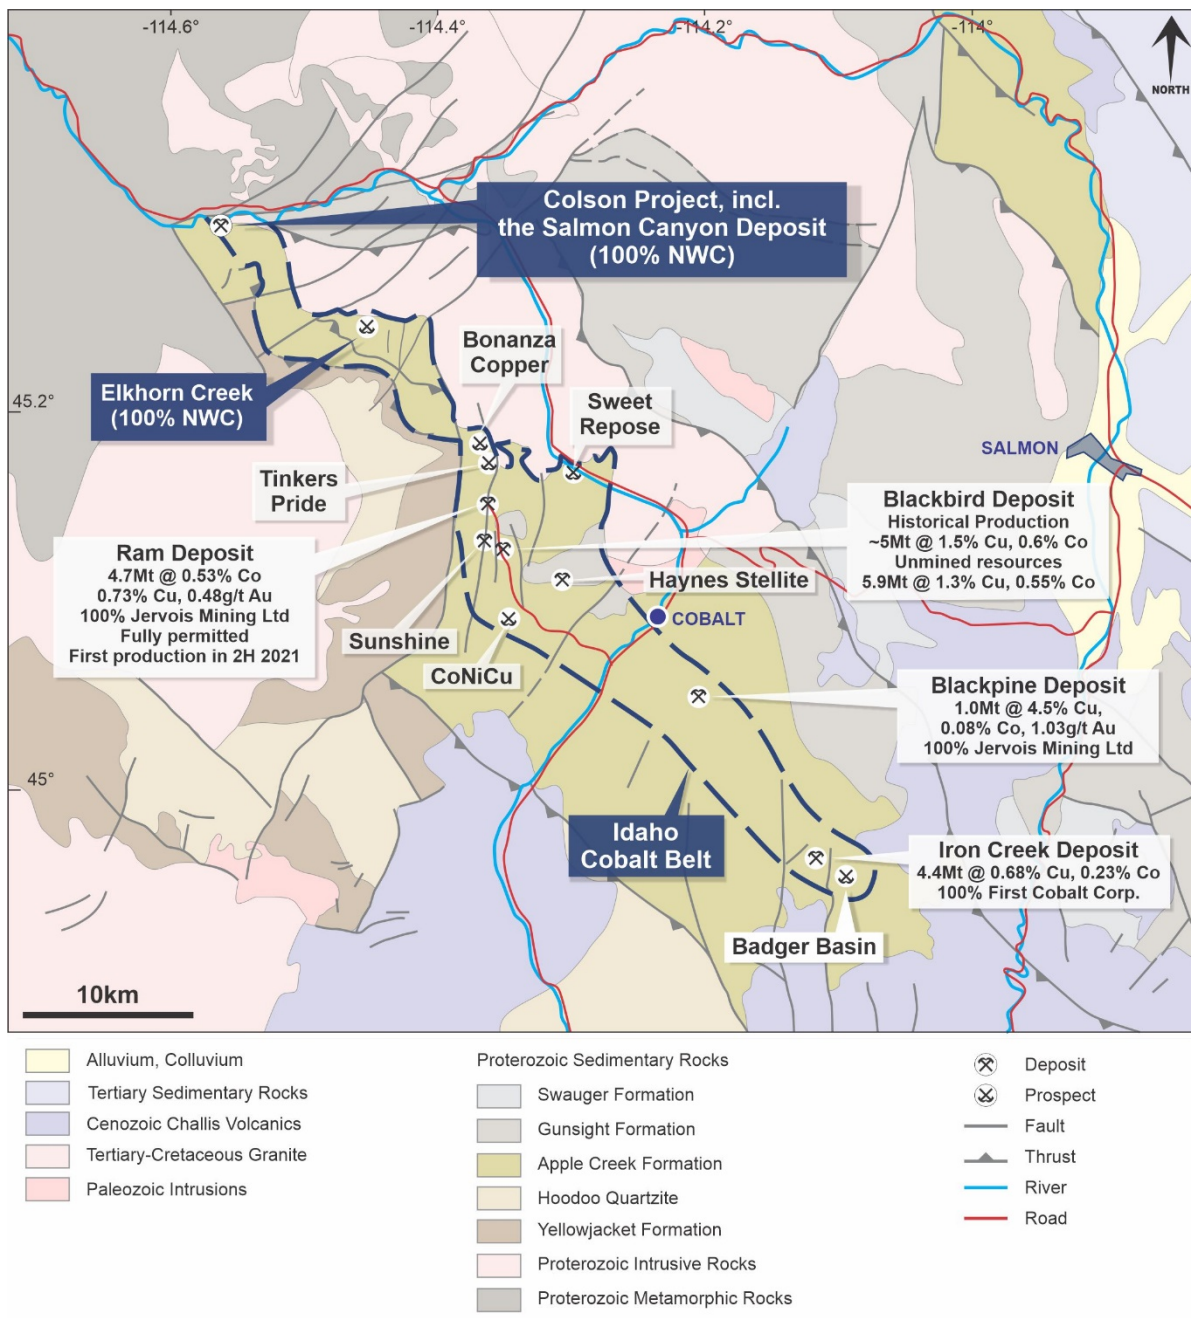 -114.6°
-114.4°
-114.2°
-114°
NORTH
Colson Project, incl.
the Salmon Canyon Deposit
(100% NWC)
Bonanza
Copper
Elkhorn Creek
(100% NWC)
Sweet
Repose
45.2°
SALMON
Tinkers
Pride
Blackbird Deposit
Historical Production
~5Mt @ 1.5% Cu, 0.6% Co
Unmined resources
5.9Mt @ 1.3% Cu, 0.55% Co
Ram Deposit
4.7Mt @ 0.53% Co
0.73% Cu, 0.48g/t Au
100% Jervois Mining Ltd
Fully permitted
First production in 2H 2021
Haynes Stellite
COBALT
Sunshine
CoNiCu
Blackpine Deposit
1.0Mt @ 4.5% Cu,
0.08% Co, 1.03g/t Au
100% Jervois Mining Ltd
45°
Idaho
Cobalt Belt
Iron Creek Deposit
4.4Mt @ 0.68% Cu, 0.23% Co
100% First Cobalt Corp.
Badger Basin
10km
Alluvium, Colluvium
Tertiary Sedimentary Rocks
Cenozoic Challis Volcanics
Tertiary-Cretaceous Granite
Paleozoic Intrusions
Proterozoic Sedimentary Rocks
Swauger Formation
Gunsight Formation
Apple Creek Formation
Hoodoo Quartzite
Yellowjacket Formation
Proterozoic Intrusive Rocks
Proterozoic Metamorphic Rocks
Deposit
Prospect
Fault
Thrust
River
Road